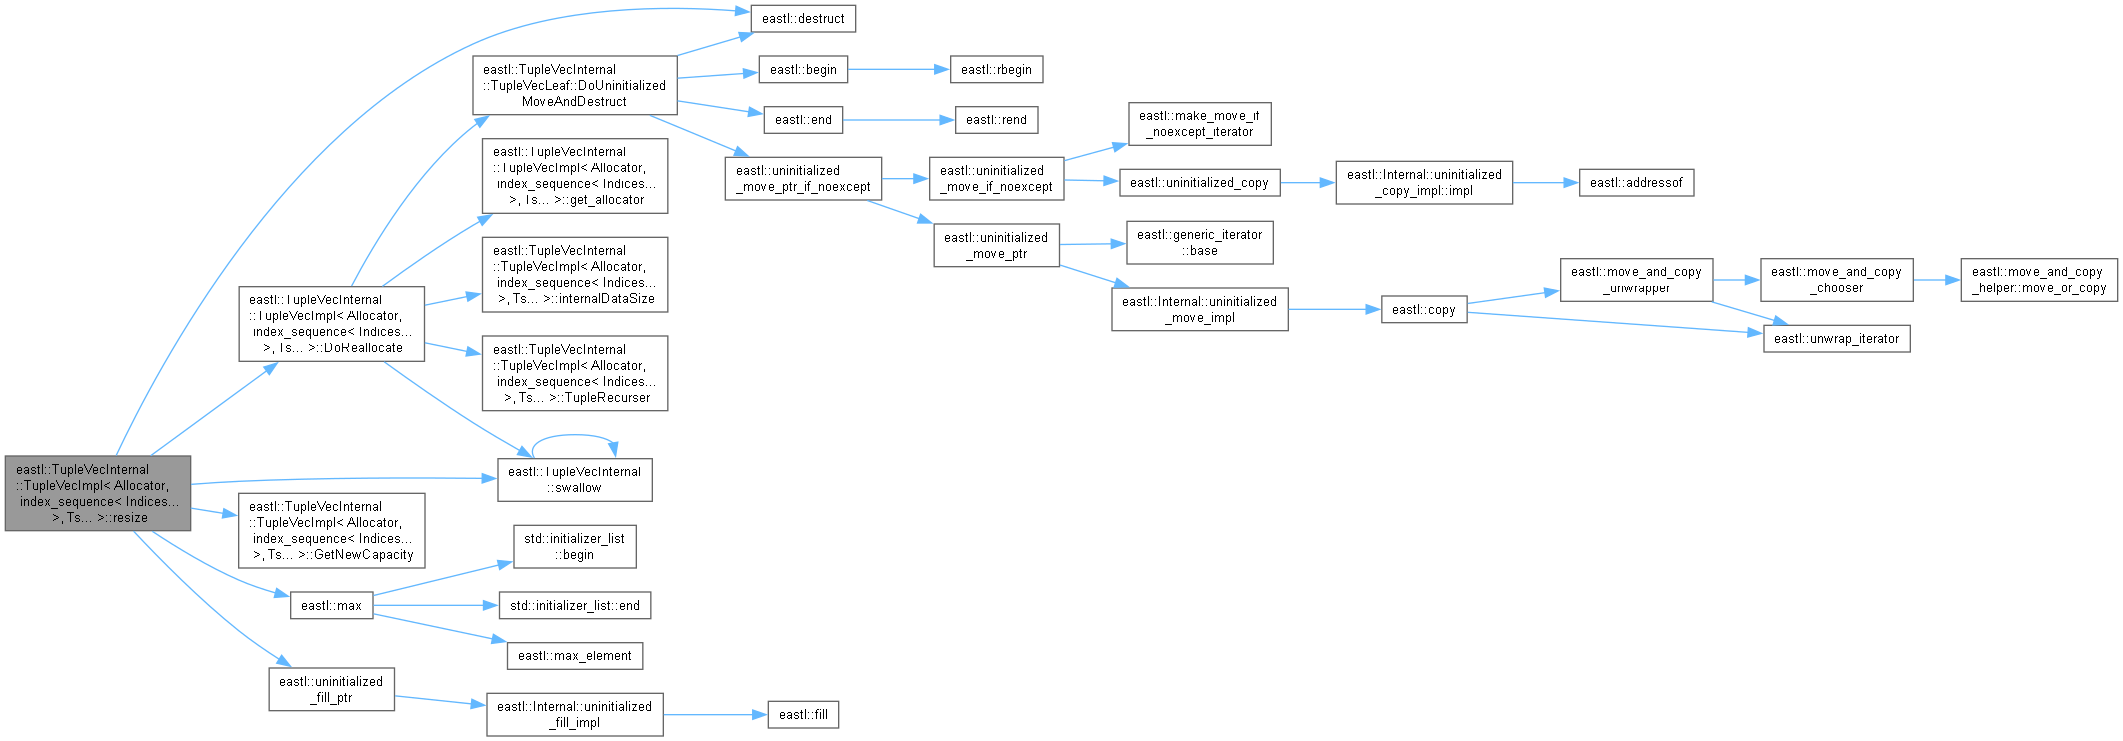 eastl::TupleVecInternal
::TupleVecImpl< Allocator,
index_sequence< Indices...
>, Ts... >::resize
eastl::destruct
eastl::TupleVecInternal
::TupleVecImpl< Allocator,
index_sequence< Indices...
>, Ts... >::DoReallocate
eastl::TupleVecInternal
::TupleVecLeaf::DoUninitialized
MoveAndDestruct
eastl::begin
eastl::rbegin
eastl::end
eastl::rend
eastl::uninitialized
_move_ptr_if_noexcept
eastl::uninitialized
_move_if_noexcept
eastl::make_move_if
_noexcept_iterator
eastl::uninitialized_copy
eastl::Internal::uninitialized
_copy_impl::impl
eastl::addressof
eastl::uninitialized
_move_ptr
eastl::generic_iterator
::base
eastl::Internal::uninitialized
_move_impl
eastl::copy
eastl::move_and_copy
_unwrapper
eastl::move_and_copy
_chooser
eastl::move_and_copy
_helper::move_or_copy
eastl::unwrap_iterator
eastl::TupleVecInternal
::TupleVecImpl< Allocator,
index_sequence< Indices...
>, Ts... >::get_allocator
eastl::TupleVecInternal
::TupleVecImpl< Allocator,
index_sequence< Indices...
>, Ts... >::internalDataSize
eastl::TupleVecInternal
::TupleVecImpl< Allocator,
index_sequence< Indices...
>, Ts... >::TupleRecurser
eastl::TupleVecInternal
::swallow
eastl::TupleVecInternal
::TupleVecImpl< Allocator,
index_sequence< Indices...
>, Ts... >::GetNewCapacity
eastl::max
std::initializer_list
::begin
std::initializer_list::end
eastl::max_element
eastl::uninitialized
_fill_ptr
eastl::Internal::uninitialized
_fill_impl
eastl::fill